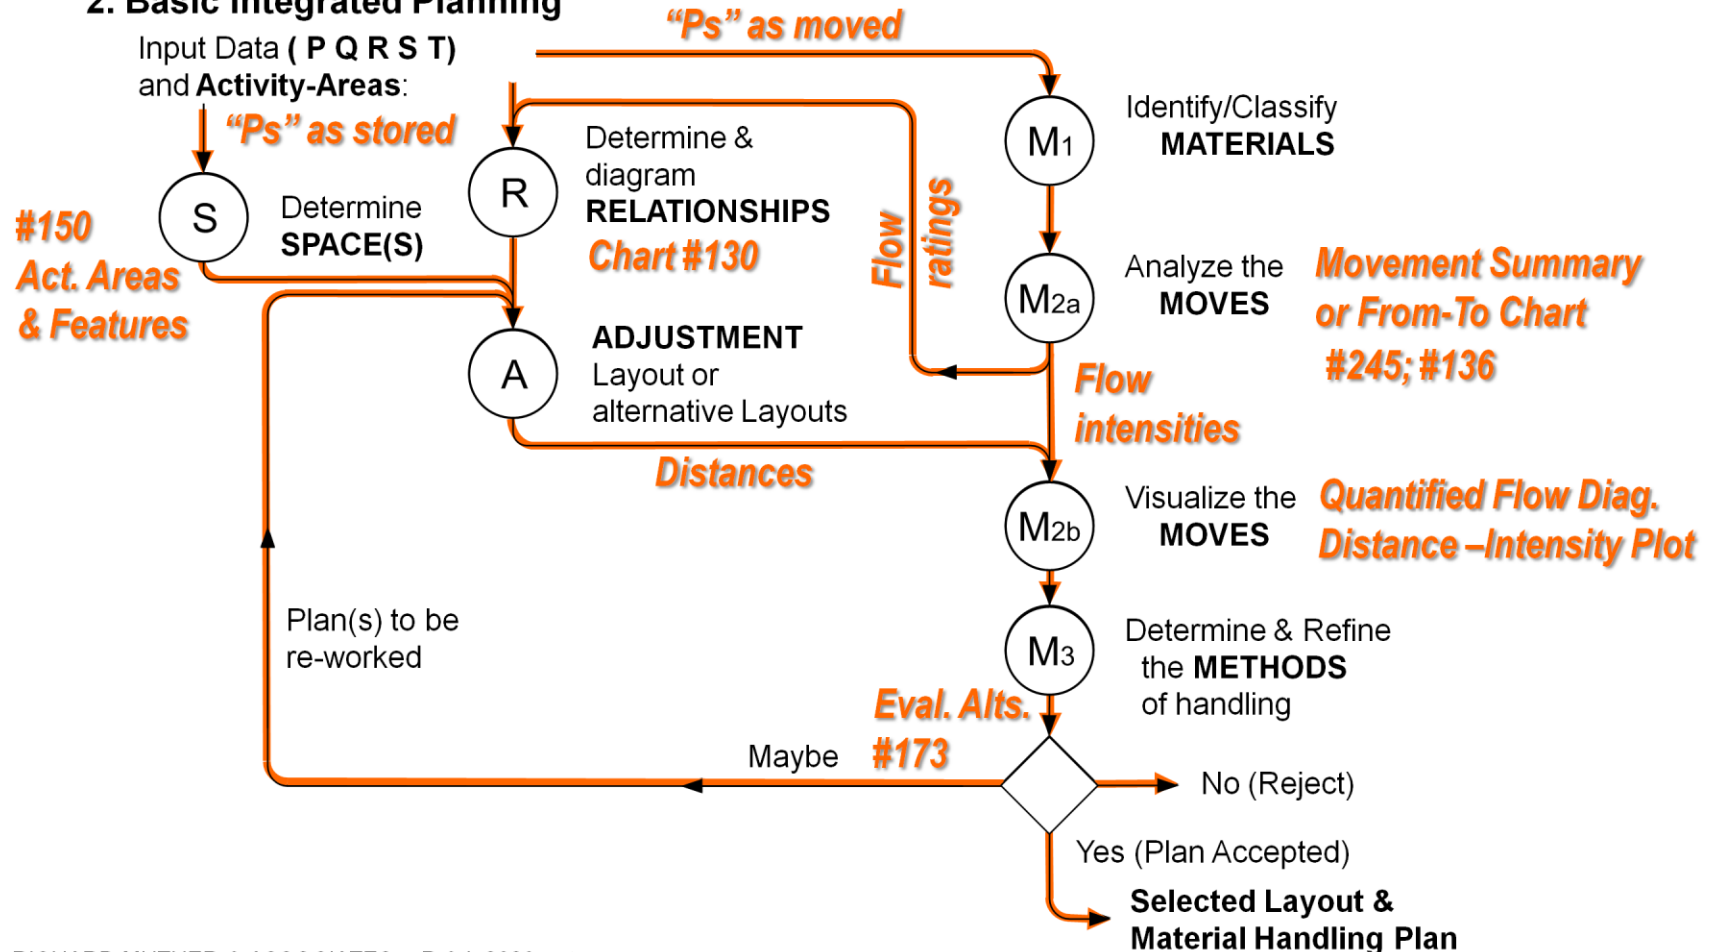 2. Basic Integrated Planning
Input Data ( P Q R S T)
and Activity-Areas:
"Ps" as moved
"Ps" as stored
S
Determine
SPACE(S)
#150
Act. Areas
& Features
R
Determine &
diagram
RELATIONSHIPS
Chart #130
Flow
ratings
M1
Identify/Classify
MATERIALS
M2a
Analyze the
MOVES
Movement Summary
or From-To Chart
#245; #136
A
ADJUSTMENT
Layout or
alternative Layouts
Flow
intensities
Distances
M2b
Visualize the
MOVES
Quantified Flow Diag.
Distance –Intensity Plot
Plan(s) to be
re-worked
M3
Determine & Refine
the METHODS
of handling
Eval. Alts.
#173
Maybe
No (Reject)
Yes (Plan Accepted)
Selected Layout &
Material Handling Plan